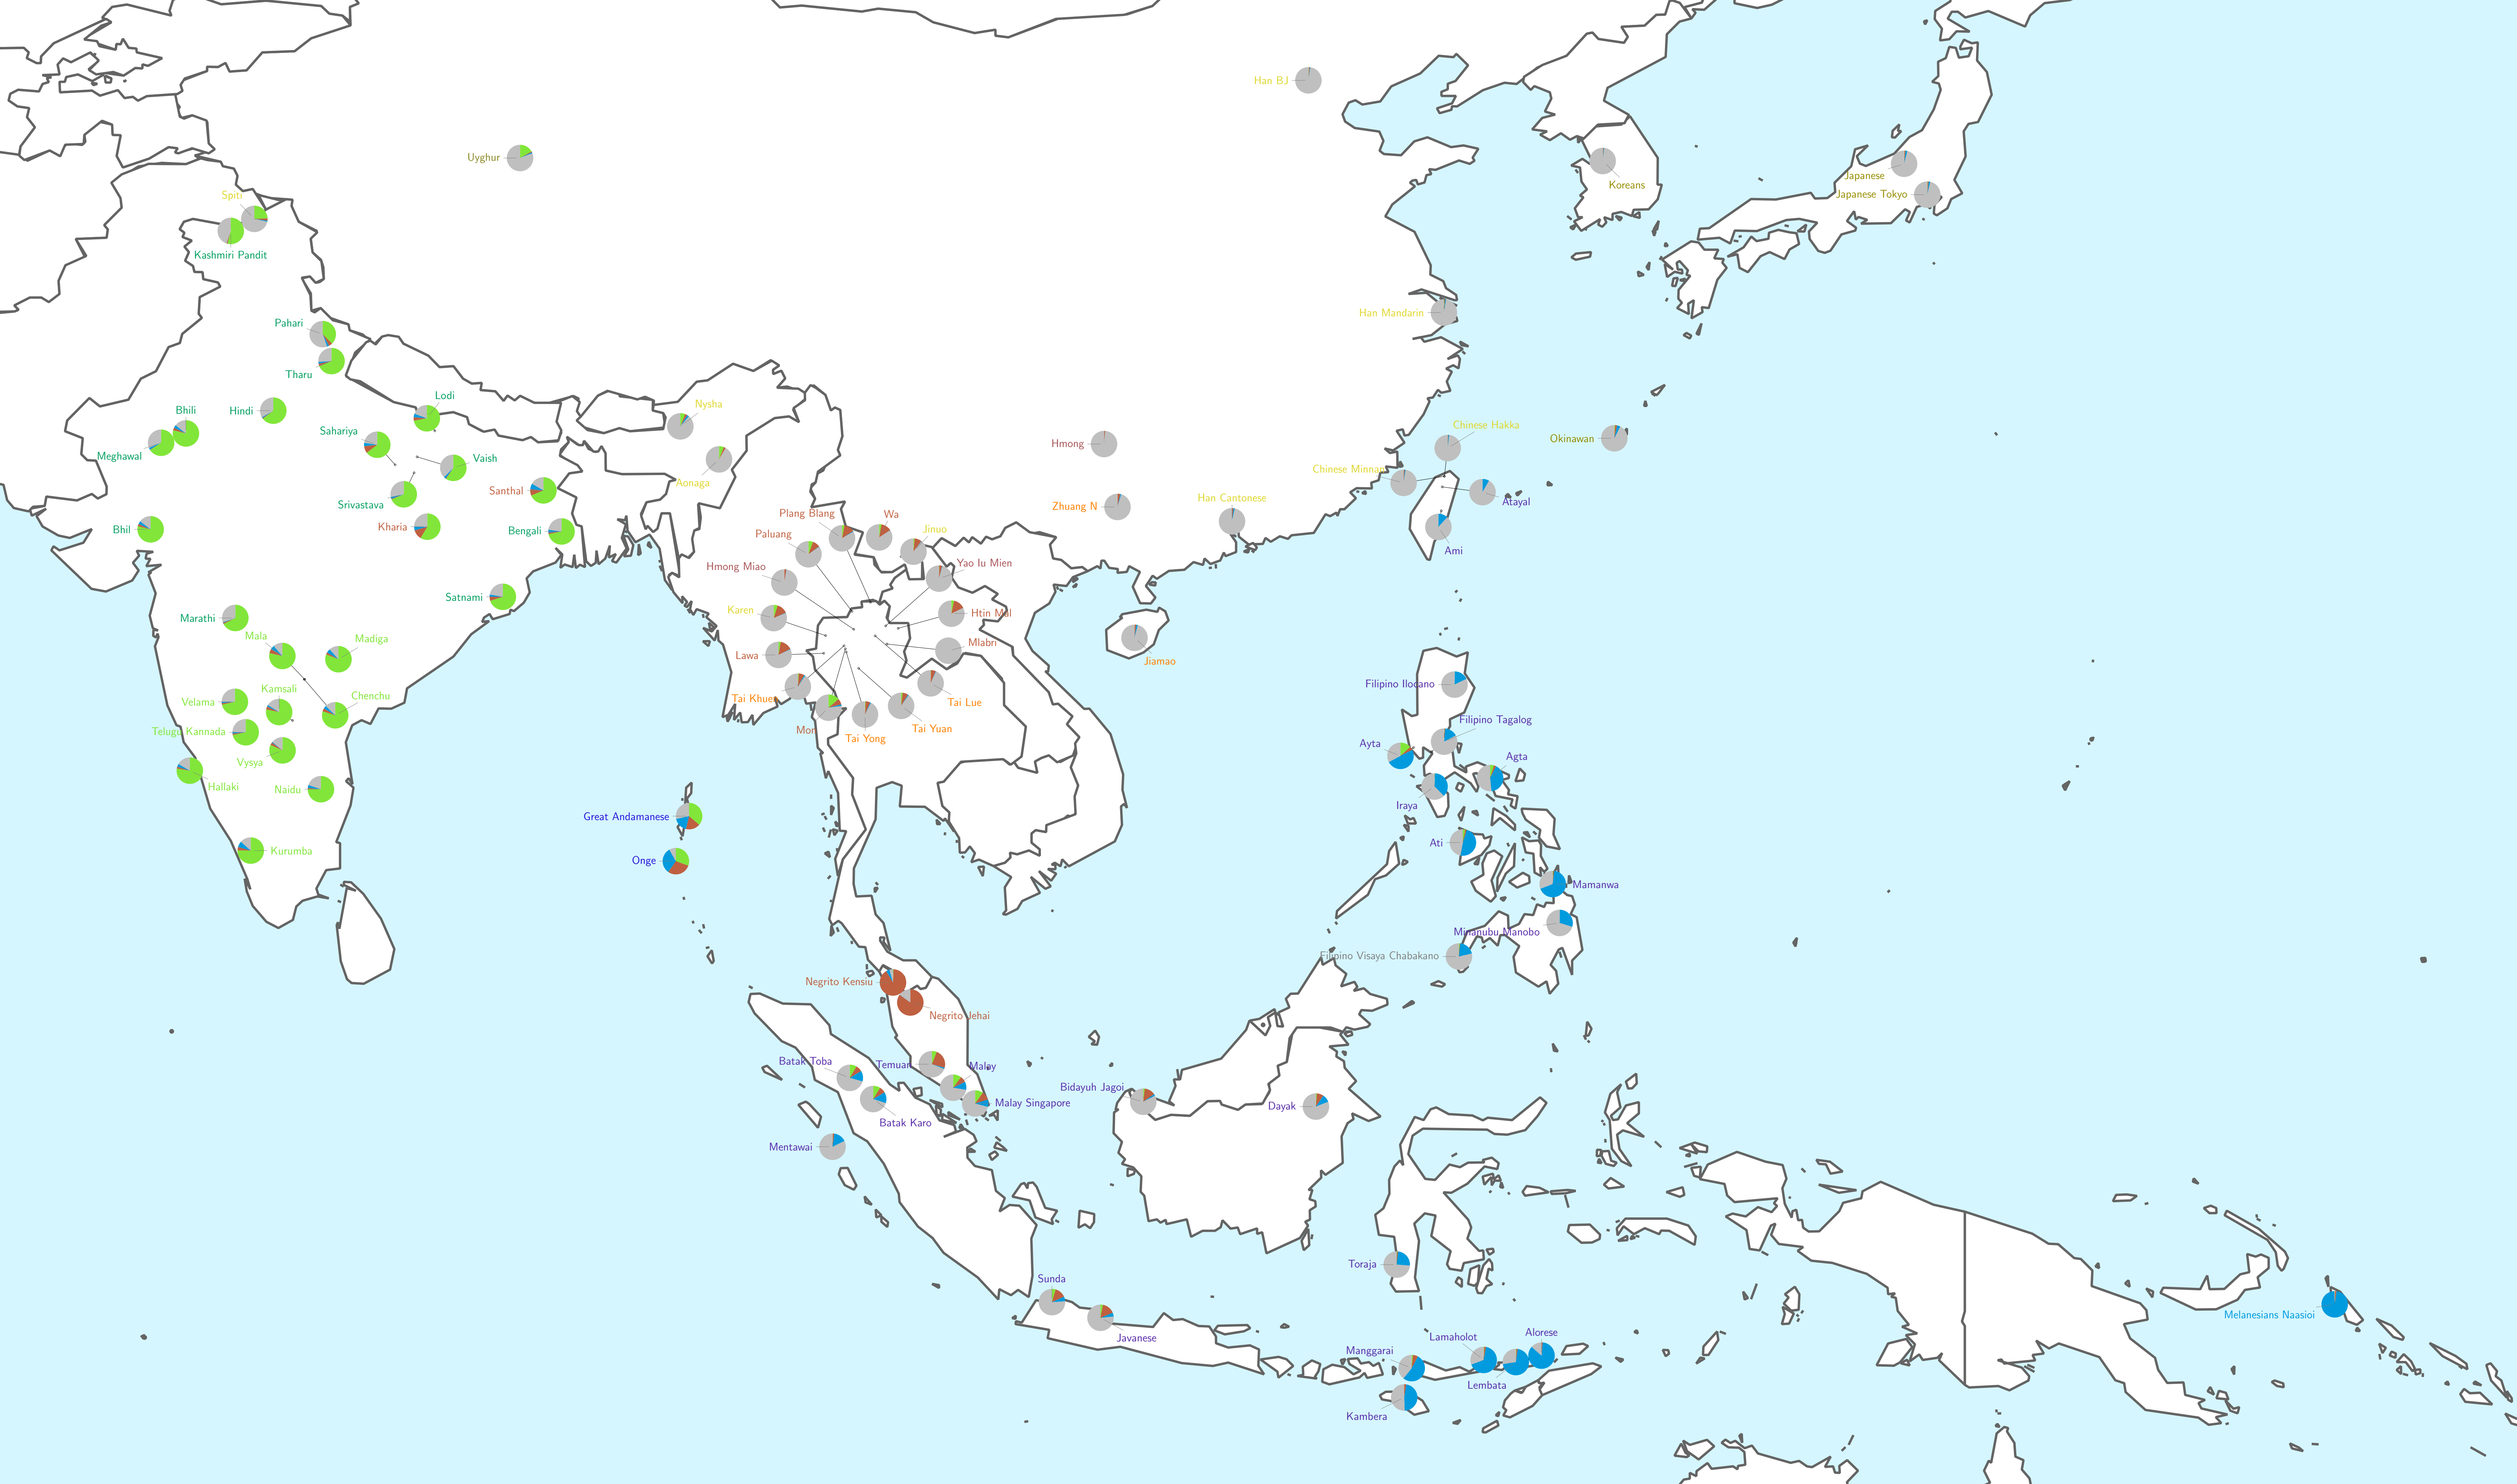 Han BJ
Uyghur
Koreans
Japanese
Japanese Tokyo
Spiti
Kashmiri Pandit
Han Mandarin
Pahari
Tharu
Lodi
Nysha
Bhili
Hindi
Sahariya
Chinese Hakka
Okinawan
Hmong
Meghawal
Vaish
Aonaga
Chinese Minnan
Santhal
Srivastava
Han Cantonese
Atayal
Zhuang N
Plang Blang
Wa
Kharia
Bhil
Bengali
Paluang
Jinuo
Ami
Hmong Miao
Yao Iu Mien
Satnami
Karen
Htin Mal
Marathi
Mala
Madiga
Mlabri
Lawa
Jiamao
Filipino Ilocano
Kamsali
Chenchu
Tai Khuen
Velama
Tai Lue
Filipino Tagalog
Telugu Kannada
Mon
Tai Yuan
Tai Yong
Ayta
Agta
Vysya
Hallaki
Naidu
Iraya
Great Andamanese
Ati
Kurumba
Onge
Mamanwa
Minanubu Manobo
Filipino Visaya Chabakano
Negrito Kensiu
Negrito Jehai
Batak Toba
Temuan
Malay
Bidayuh Jagoi
Malay Singapore
Dayak
Batak Karo
Mentawai
Toraja
Sunda
Melanesians Naasioi
Javanese
Lamaholot
Alorese
Manggarai
Lembata
Kambera